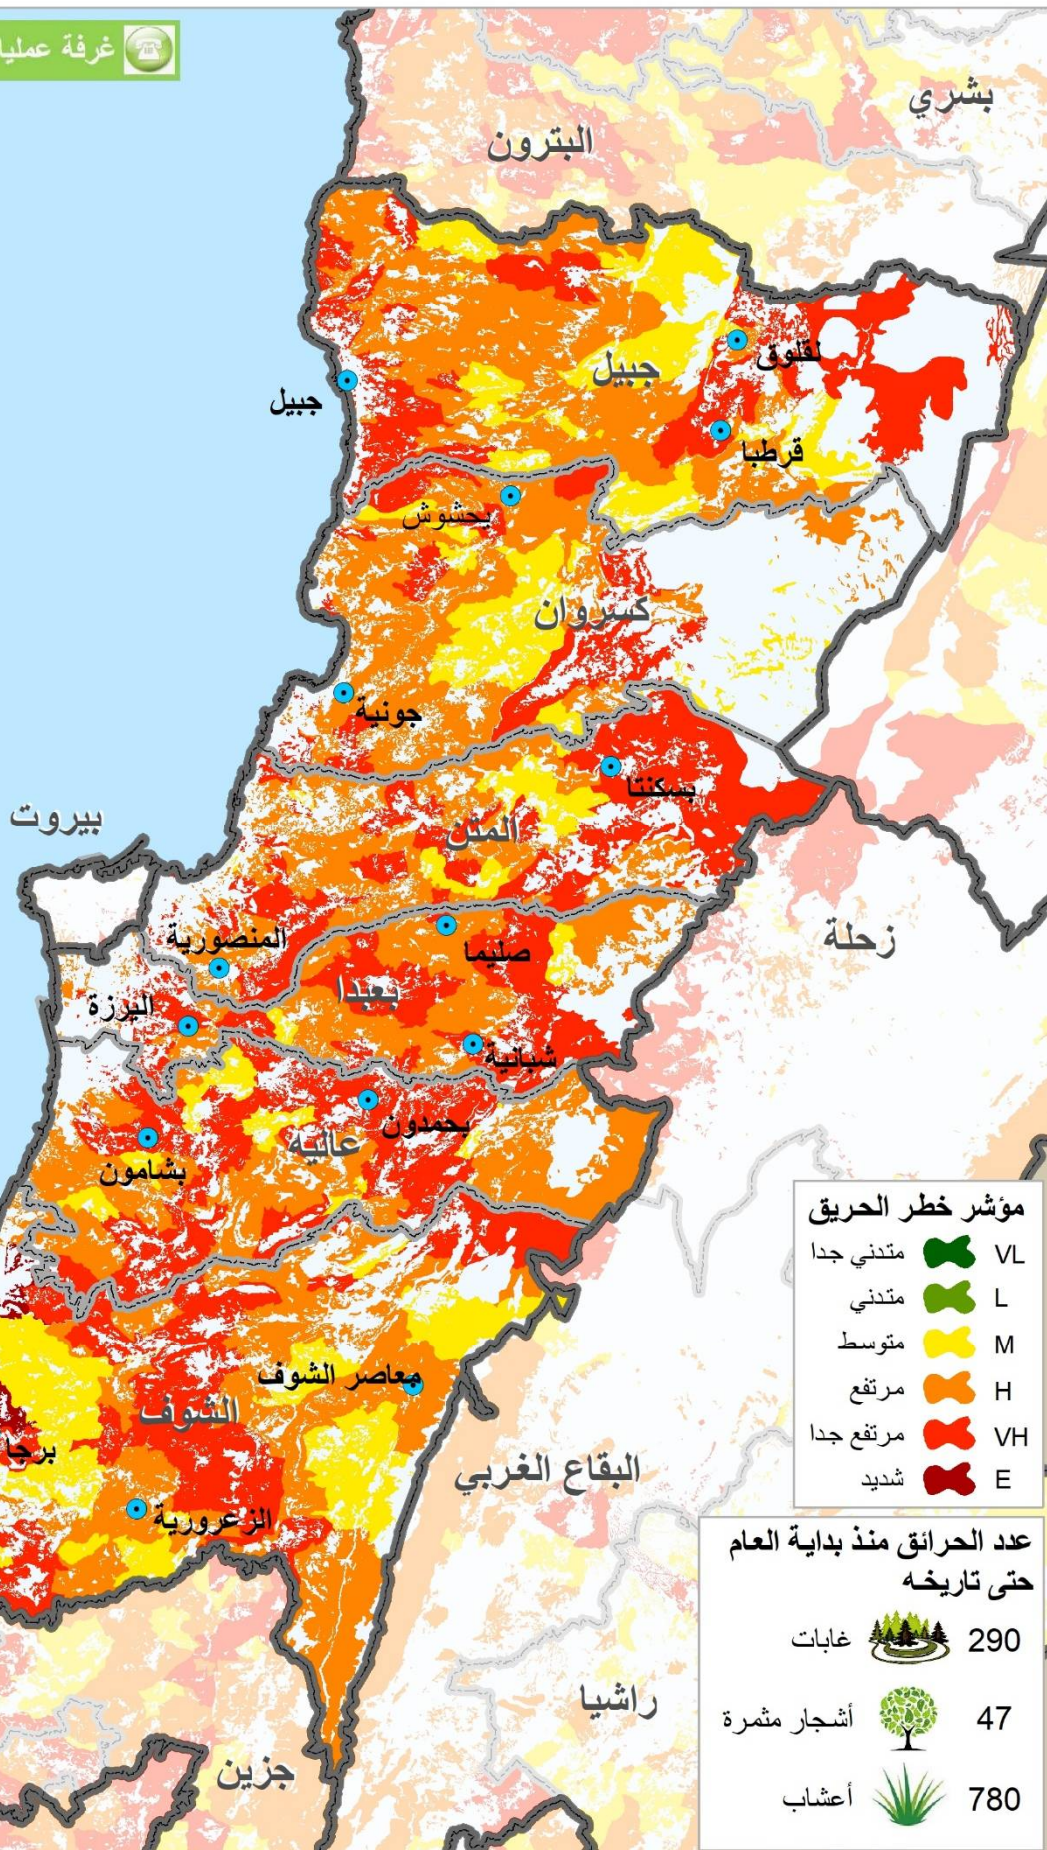 غرفة عمليا
بشري
البترون
لقلوق
جبيل
جبيل
قرطبا
يحشوش
كسروان
جونية
بسكنتا
بيروت
المتن
زحلة
المنصورية
صليما
بعبدا
اليرزة
شبانية
بحمدون
عاليه
بشامون
معاصر الشوف
الشوف
برجا
البقاع الغربي
الزعرورية
راشيا
جزين
مؤشر خطر الحريق
متدني جدا VL
متدني L
متوسط M
مرتفع H
مرتفع جدا VH
شديد E
عدد الحرائق منذ بداية العام
حتى تاريخه
غابات 290
أشجار مثمرة 47
أعشاب 780